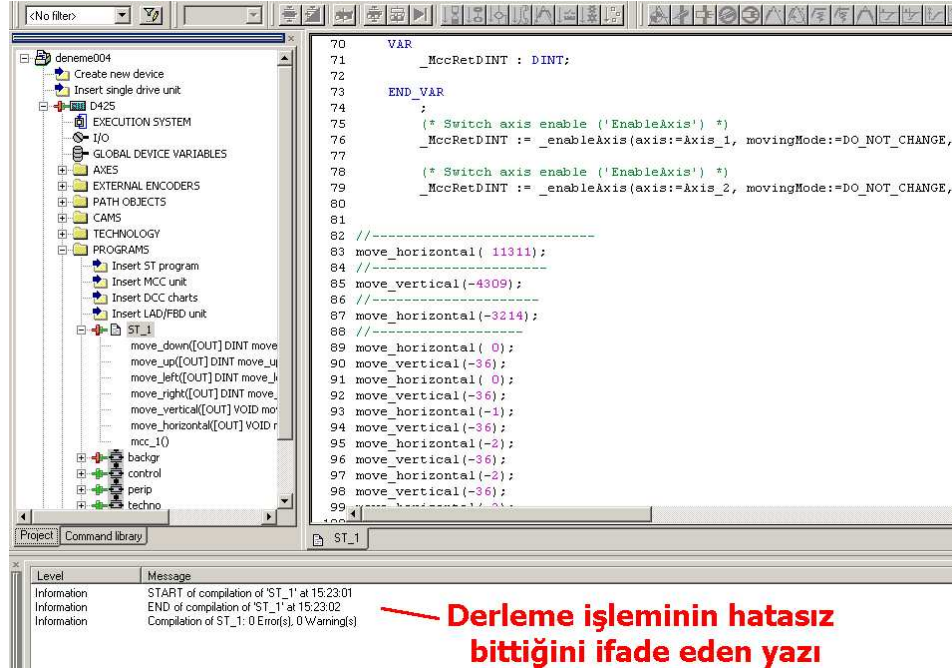 <No filter>
deneme004
Create new device
Insert single drive unit
D425
EXECUTION SYSTEM
I/O
GLOBAL DEVICE VARIABLES
AXES
EXTERNAL ENCODERS
PATH OBJECTS
CAMS
TECHNOLOGY
PROGRAMS
Insert ST program
Insert MCC unit
Insert DCC charts
Insert LAD/FBD unit
ST_1
move_down([OUT] DINT move
move_up([OUT] DINT move_u
move_left([OUT] DINT move_l
move_right([OUT] DINT move_
move_vertical([OUT] VOID mo
move_horizontal([OUT] VOID
mcc_1()
backgr
control
perip
techno
Project Command library
70 VAR
71 _MccRetDINT : DINT;
72
73 END_VAR
74 ;
75 (* Switch axis enable ('EnableAxis') *)
76 _MccRetDINT := _enableAxis(axis:=Axis_1, movingMode:=DO_NOT_CHANGE,
77
78 (* Switch axis enable ('EnableAxis') *)
79 _MccRetDINT := _enableAxis(axis:=Axis_2, movingMode:=DO_NOT_CHANGE,
80
81
82 //----------------------------
83 move_horizontal( 11311);
84 //----------------------
85 move_vertical(-4309);
86 //---------------------
87 move_horizontal(-3214);
88 //-------------------
89 move_horizontal( 0);
90 move_vertical(-36);
91 move_horizontal( 0);
92 move_vertical(-36);
93 move_horizontal(-1);
94 move_vertical(-36);
95 move_horizontal(-2);
96 move_vertical(-36);
97 move_horizontal(-2);
98 move_vertical(-36);
99
ST_1
Level Message
Information START of compilation of 'ST_1' at 15:23:01
Information END of compilation of 'ST_1' at 15:23:02
Information Compilation of ST_1: 0 Error(s), 0 Warning(s)
Derleme işleminin hatasız
bittiğini ifade eden yazı